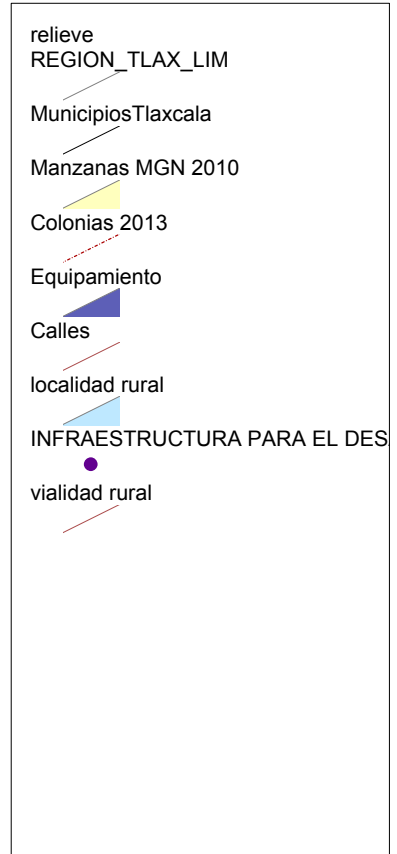 relieve
REGION_TLAX_LIM
MunicipiosTlaxcala
Manzanas MGN 2010
Colonias 2013
Equipamiento
Calles
localidad rural
INFRAESTRUCTURA PARA EL DES
vialidad rural